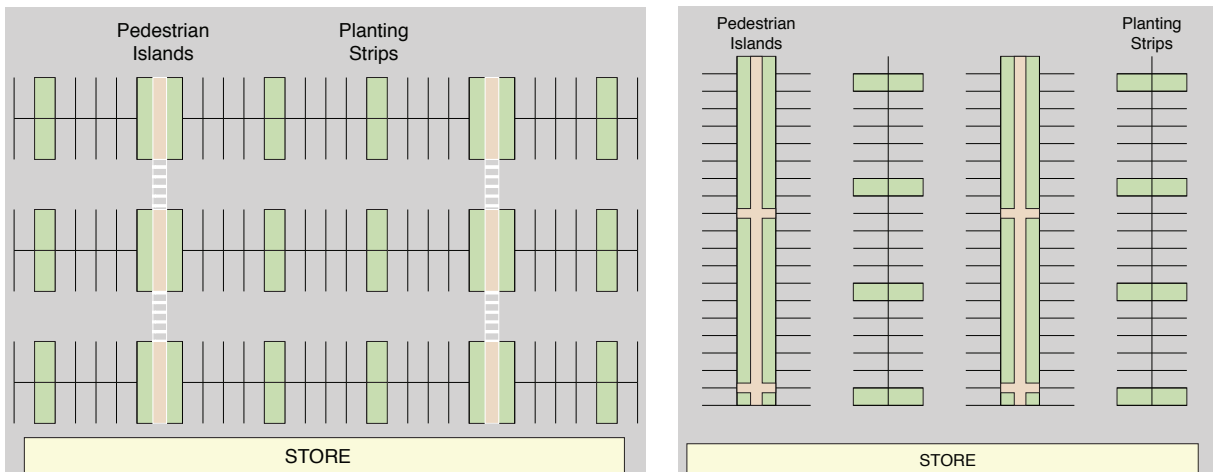 Pedestrian
Islands
Planting
Strips
STORE
Pedestrian
Islands
Planting
Strips
STORE